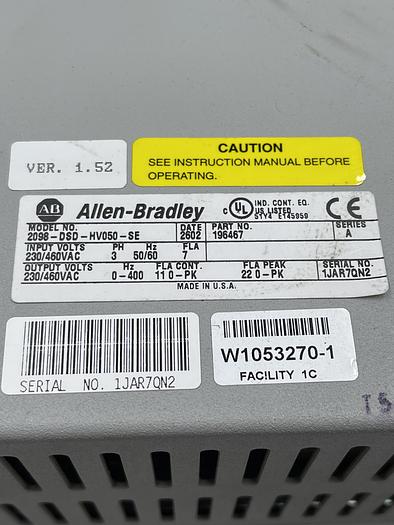 VER. 1.52
CAUTION
SEE INSTRUCTION MANUAL BEFORE
OPERATING.
AB Allen-Bradley
C UL US IND. CONT. EQ.
LISTED
51Y4 E145959
CE
MODEL NO.
2098-DSD-HV050-SE
DATE
2602
PART NO.
196467
SERIES
A
INPUT VOLTS PH Hz FLA
230/460VAC 3 50/60 7
OUTPUT VOLTS Hz FLA CONT. FLA PEAK SERIAL NO.
230/460VAC 0-400 11 0-PK 22 0-PK 1JAR7QN2
MADE IN U.S.A.
SERIAL NO. 1JAR7QN2
W1053270-1
FACILITY 1C